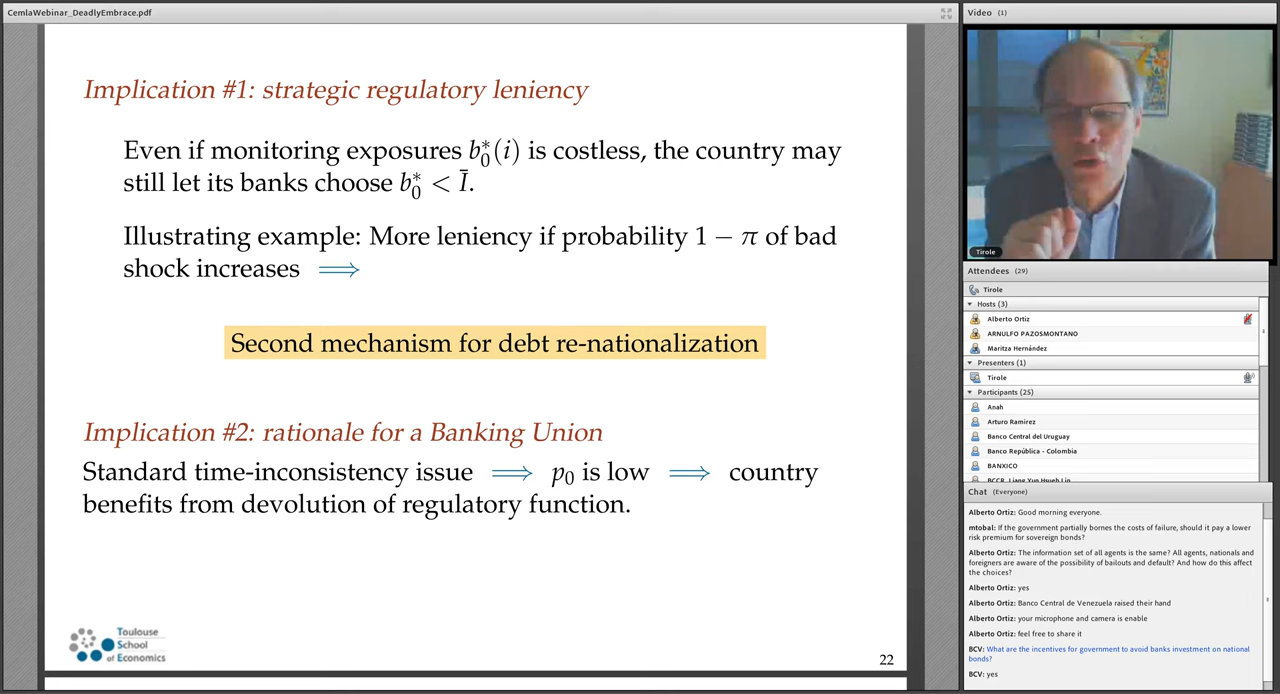 CemlaWebinar_DeadlyEmbrace.pdf
Implication #1: strategic regulatory leniency
Even if monitoring exposures b₀*(i) is costless, the country may
still let its banks choose b₀* < Ī.
Illustrating example: More leniency if probability 1 − π of bad
shock increases ⟹
Second mechanism for debt re-nationalization
Implication #2: rationale for a Banking Union
Standard time-inconsistency issue ⟹ p₀ is low ⟹ country
benefits from devolution of regulatory function.
Toulouse
School
of Economics
22
Video (1)
Tirole
Attendees (29)
Tirole
Hosts (3)
Alberto Ortiz
ARNULFO PAZOSMONTANO
Maritza Hernández
Presenters (1)
Tirole
Participants (25)
Anah
Arturo Ramirez
Banco Central del Uruguay
Banco República - Colombia
BANXICO
BCCR, Liang Yun Hsueh Lin
Chat (Everyone)
Alberto Ortiz: Good morning everyone.
mtobal: If the government partially bornes the costs of failure, should it pay a lower
risk premium for sovereign bonds?
Alberto Ortiz: The information set of all agents is the same? All agents, nationals and
foreigners are aware of the possibility of bailouts and default? And how do this affect
the choices?
Alberto Ortiz: yes
Alberto Ortiz: Banco Central de Venezuela raised their hand
Alberto Ortiz: your microphone and camera is enable
Alberto Ortiz: feel free to share it
BCV: What are the incentives for government to avoid banks investment on national
bonds?
BCV: yes